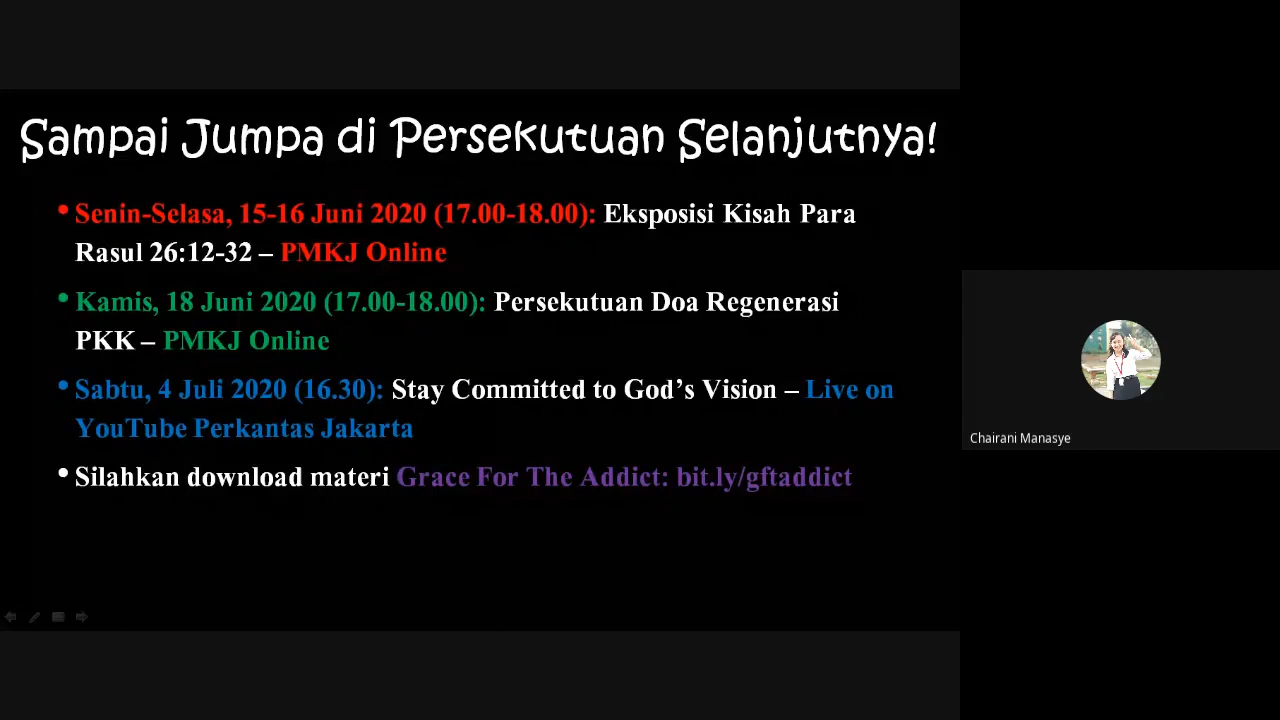 Sampai Jumpa di Persekutuan Selanjutnya!
• Senin-Selasa, 15-16 Juni 2020 (17.00-18.00): Eksposisi Kisah Para
Rasul 26:12-32 – PMKJ Online
• Kamis, 18 Juni 2020 (17.00-18.00): Persekutuan Doa Regenerasi
PKK – PMKJ Online
• Sabtu, 4 Juli 2020 (16.30): Stay Committed to God’s Vision – Live on
YouTube Perkantas Jakarta
• Silahkan download materi Grace For The Addict: bit.ly/gftaddict
Chairani Manasye